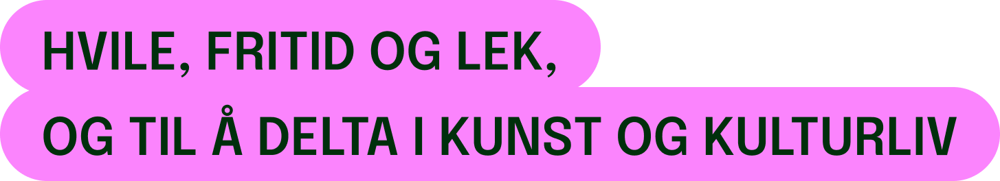 HVILE, FRITID OG LEK,
OG TIL Å DELTA I KUNST OG KULTURLIV